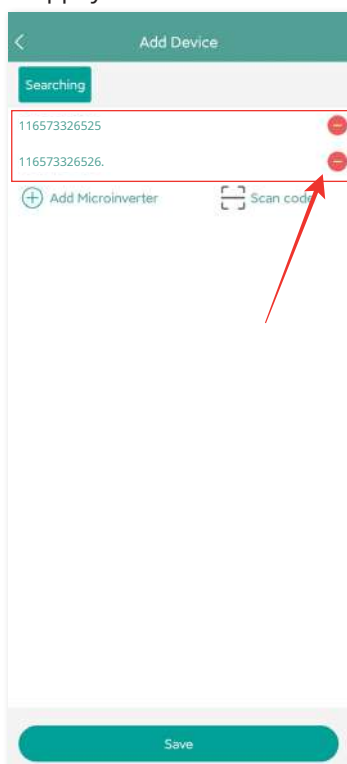 Add Device
Searching
116573326525
116573326526.
Add Microinverter Scan code
Save